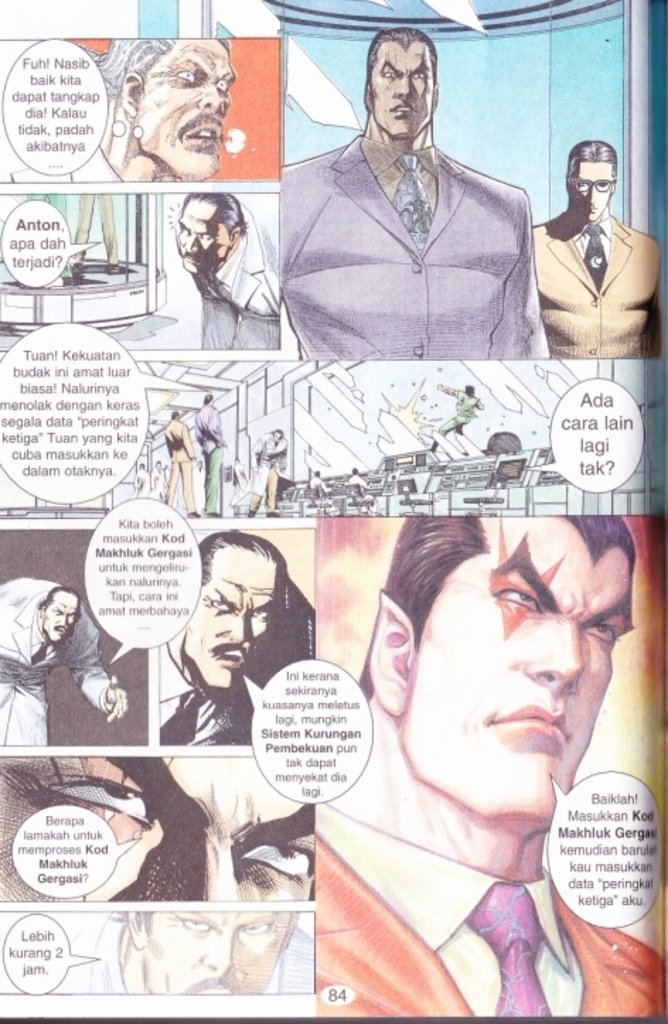 Fuh! Nasib
baik kita
dapat tangkap
dia! Kalau
tidak, padah
akibatnya
....
Anton,
apa dah
terjadi?
Tuan! Kekuatan
budak ini amat luar
biasa! Nalurinya
menolak dengan keras
segala data "peringkat
ketiga" Tuan yang kita
cuba masukkan ke
dalam otaknya.
Ada
cara lain
lagi
tak?
Kita boleh
masukkan Kod
Makhluk Gergasi
untuk mengeliru-
kan nalurinya.
Tapi, cara ini
amat merbahaya
....
Ini kerana
sekiranya
kuasanya meletus
lagi, mungkin
Sistem Kurungan
Pembekuan pun
tak dapat
menyekat dia
lagi.
Berapa
lamakah untuk
memproses Kod
Makhluk
Gergasi?
Baiklah!
Masukkan Kod
Makhluk Gergasi
kemudian barulah
kau masukkan
data "peringkat
ketiga" aku.
Lebih
kurang 2
jam.
84